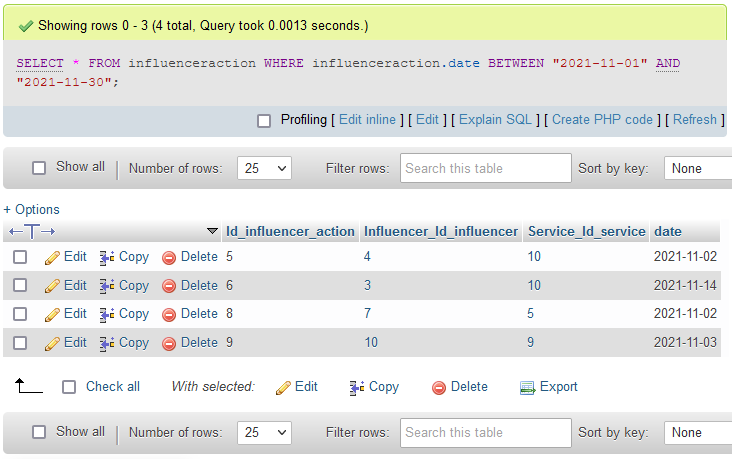 Showing rows 0 - 3 (4 total, Query took 0.0013 seconds.)
SELECT * FROM influenceraction WHERE influenceraction.date BETWEEN "2021-11-01" AND
"2021-11-30";
Profiling [ Edit inline ] [ Edit ] [ Explain SQL ] [ Create PHP code ] [ Refresh ]
Show all Number of rows: 25 Filter rows: Search this table Sort by key: None
+ Options
Id_influencer_action Influencer_Id_influencer Service_Id_service date
Edit Copy Delete 5 4 10 2021-11-02
Edit Copy Delete 6 3 10 2021-11-14
Edit Copy Delete 8 7 5 2021-11-02
Edit Copy Delete 9 10 9 2021-11-03
Check all With selected: Edit Copy Delete Export
Show all Number of rows: 25 Filter rows: Search this table Sort by key: None